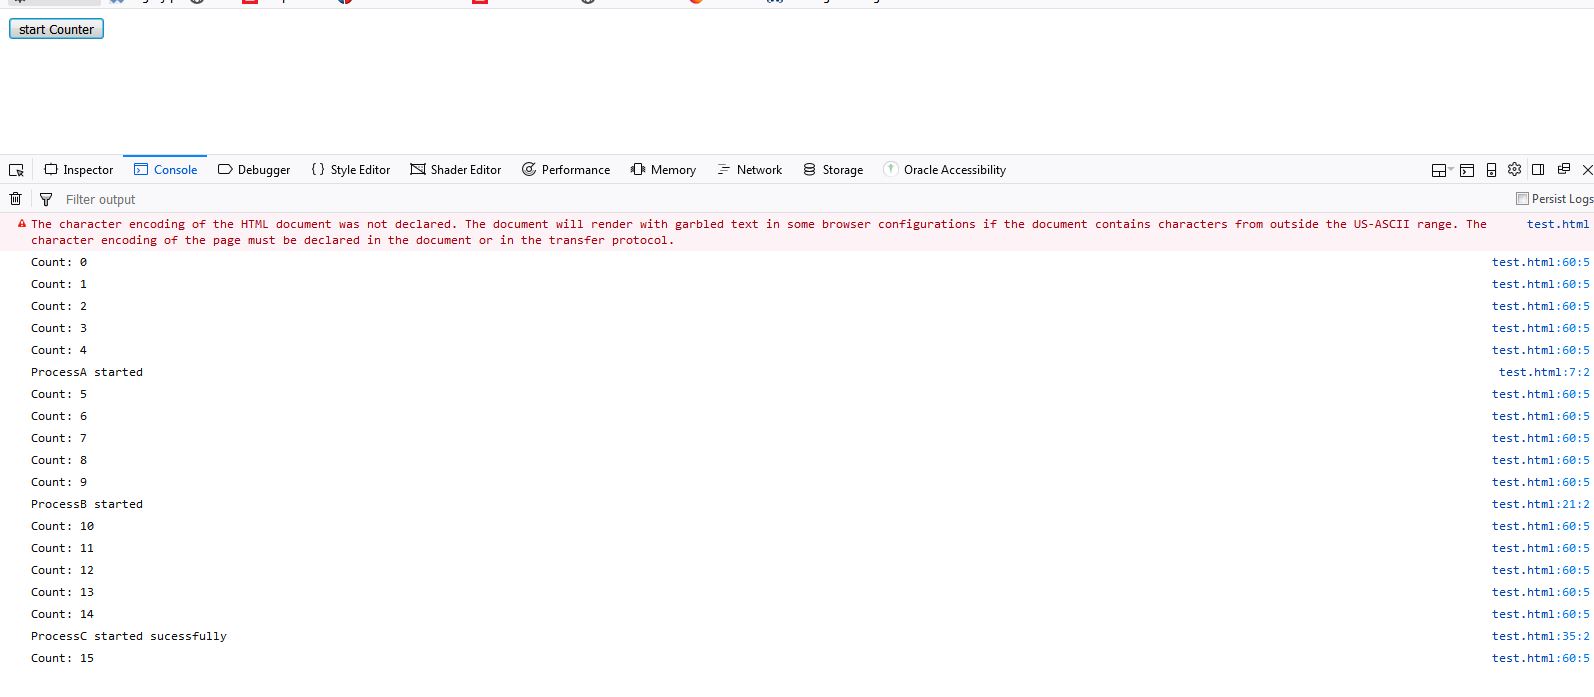 start Counter
Inspector Console Debugger Style Editor Shader Editor Performance Memory Network Storage Oracle Accessibility
Filter output Persist Logs
The character encoding of the HTML document was not declared. The document will render with garbled text in some browser configurations if the document contains characters from outside the US-ASCII range. The test.html
character encoding of the page must be declared in the document or in the transfer protocol.
Count: 0 test.html:60:5
Count: 1 test.html:60:5
Count: 2 test.html:60:5
Count: 3 test.html:60:5
Count: 4 test.html:60:5
ProcessA started test.html:7:2
Count: 5 test.html:60:5
Count: 6 test.html:60:5
Count: 7 test.html:60:5
Count: 8 test.html:60:5
Count: 9 test.html:60:5
ProcessB started test.html:21:2
Count: 10 test.html:60:5
Count: 11 test.html:60:5
Count: 12 test.html:60:5
Count: 13 test.html:60:5
Count: 14 test.html:60:5
ProcessC started sucessfully test.html:35:2
Count: 15 test.html:60:5